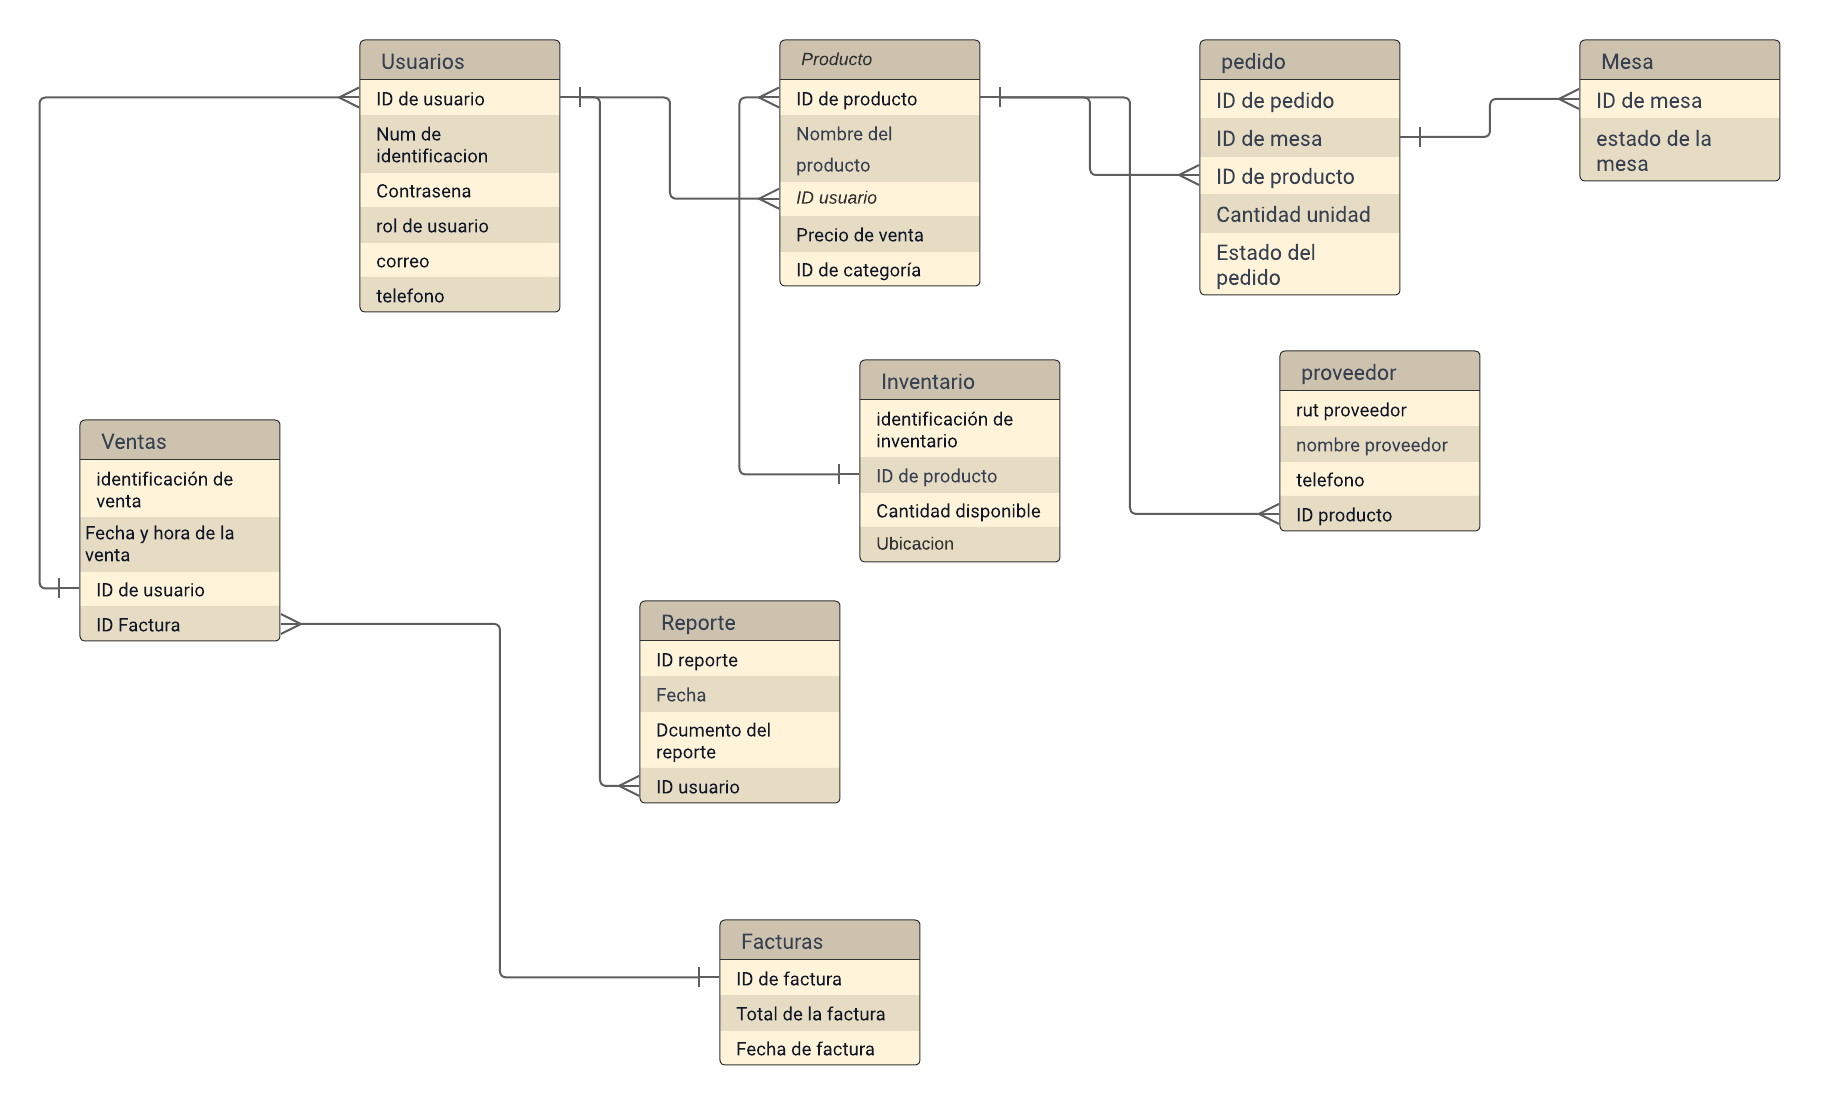 Usuarios
ID de usuario
Num de
identificacion
Contrasena
rol de usuario
correo
telefono
Producto
ID de producto
Nombre del
producto
ID usuario
Precio de venta
ID de categoría
pedido
ID de pedido
ID de mesa
ID de producto
Cantidad unidad
Estado del
pedido
Mesa
ID de mesa
estado de la
mesa
Inventario
identificación de
inventario
ID de producto
Cantidad disponible
Ubicacion
proveedor
rut proveedor
nombre proveedor
telefono
ID producto
Ventas
identificación de
venta
Fecha y hora de la
venta
ID de usuario
ID Factura
Reporte
ID reporte
Fecha
Dcumento del
reporte
ID usuario
Facturas
ID de factura
Total de la factura
Fecha de factura